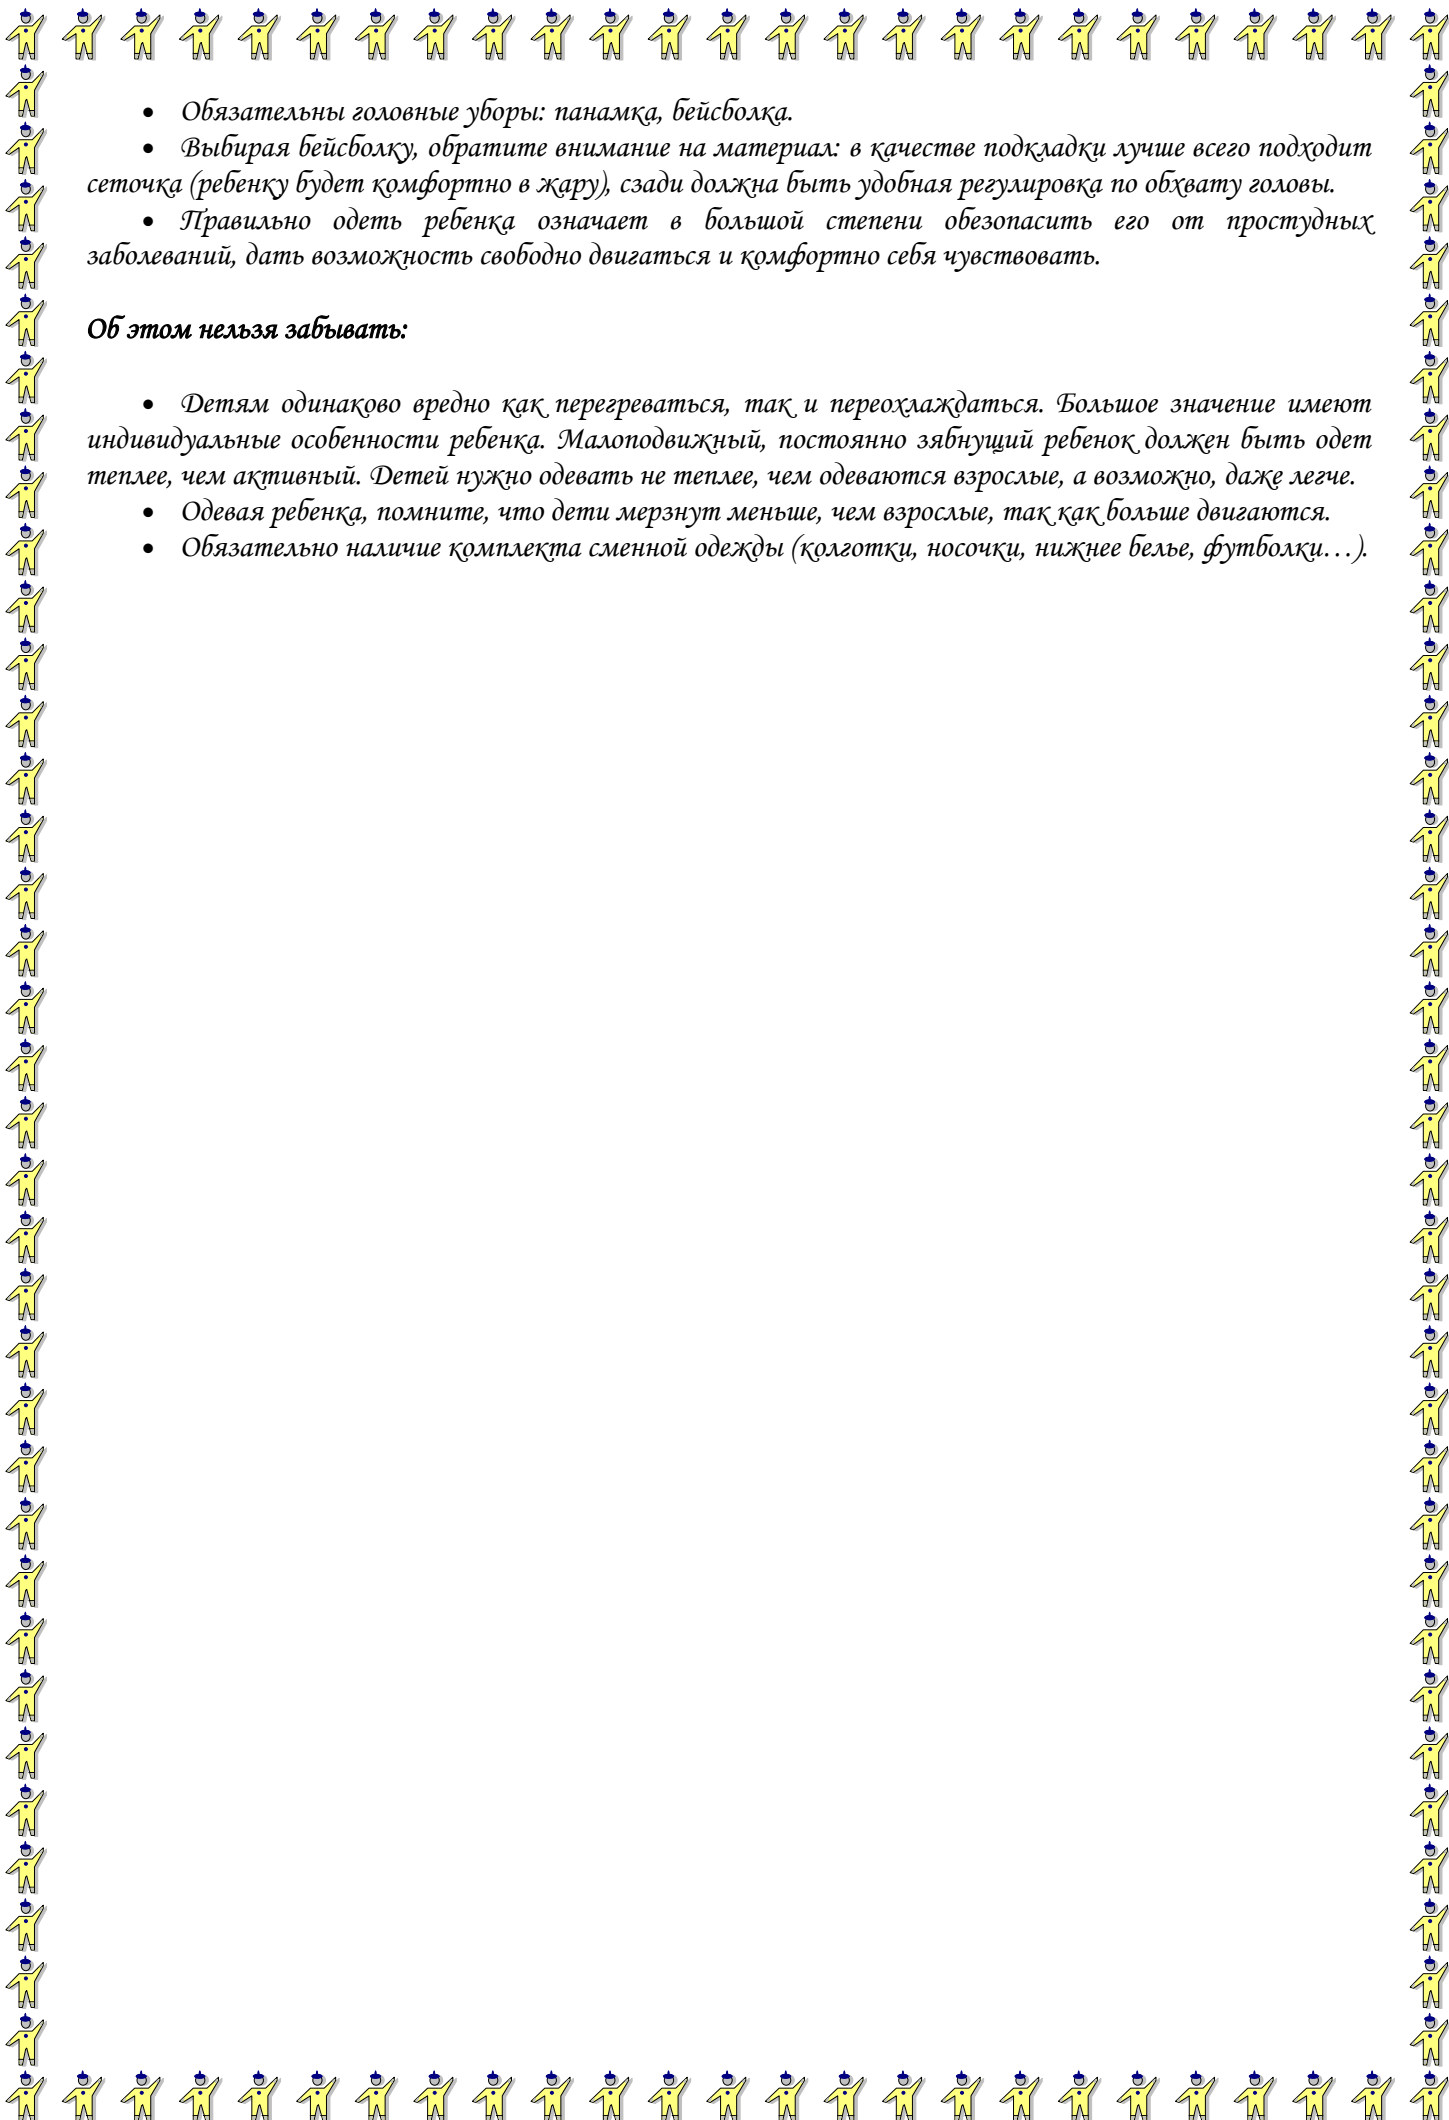 • Обязательны головные уборы: панамка, бейсболка.
• Выбирая бейсболку, обратите внимание на материал: в качестве подкладки лучше всего подходит
сеточка (ребенку будет комфортно в жару), сзади должна быть удобная регулировка по обхвату головы.
• Правильно одеть ребенка означает в большой степени обезопасить его от простудных
заболеваний, дать возможность свободно двигаться и комфортно себя чувствовать.
Об этом нельзя забывать:
• Детям одинаково вредно как перегреваться, так и переохлаждаться. Большое значение имеют
индивидуальные особенности ребенка. Малоподвижный, постоянно зябнущий ребенок должен быть одет
теплее, чем активный. Детей нужно одевать не теплее, чем одеваются взрослые, а возможно, даже легче.
• Одевая ребенка, помните, что дети мерзнут меньше, чем взрослые, так как больше двигаются.
• Обязательно наличие комплекта сменной одежды (колготки, носочки, нижнее белье, футболки…).